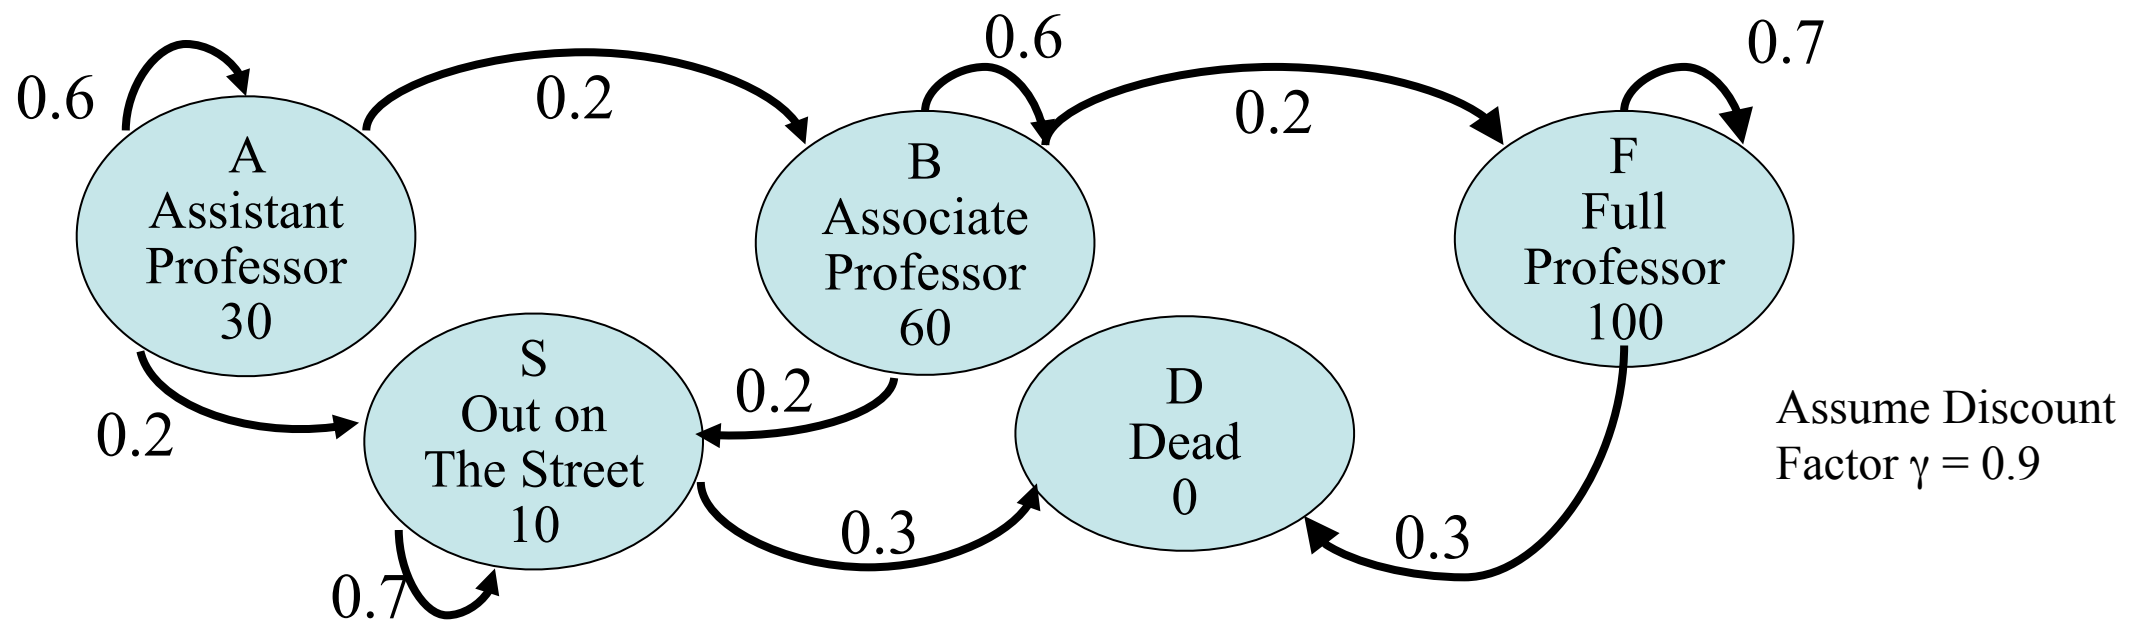 0.6
0.2
0.6
0.2
0.7
A
Assistant
Professor
30
B
Associate
Professor
60
F
Full
Professor
100
0.2
S
Out on
The Street
10
0.2
D
Dead
0
0.7
0.3
0.3
Assume Discount
Factor γ = 0.9